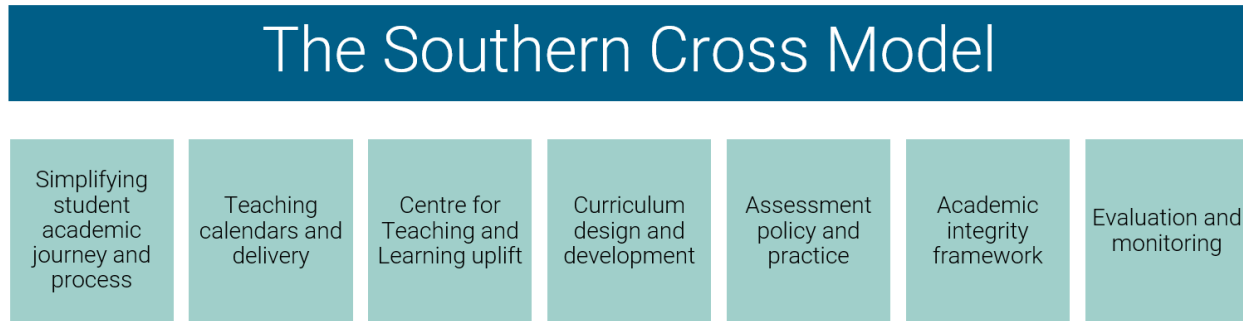 The Southern Cross Model
Simplifying
student
academic
journey and
process
Teaching
calendars and
delivery
Centre for
Teaching and
Learning uplift
Curriculum
design and
development
Assessment
policy and
practice
Academic
integrity
framework
Evaluation and
monitoring